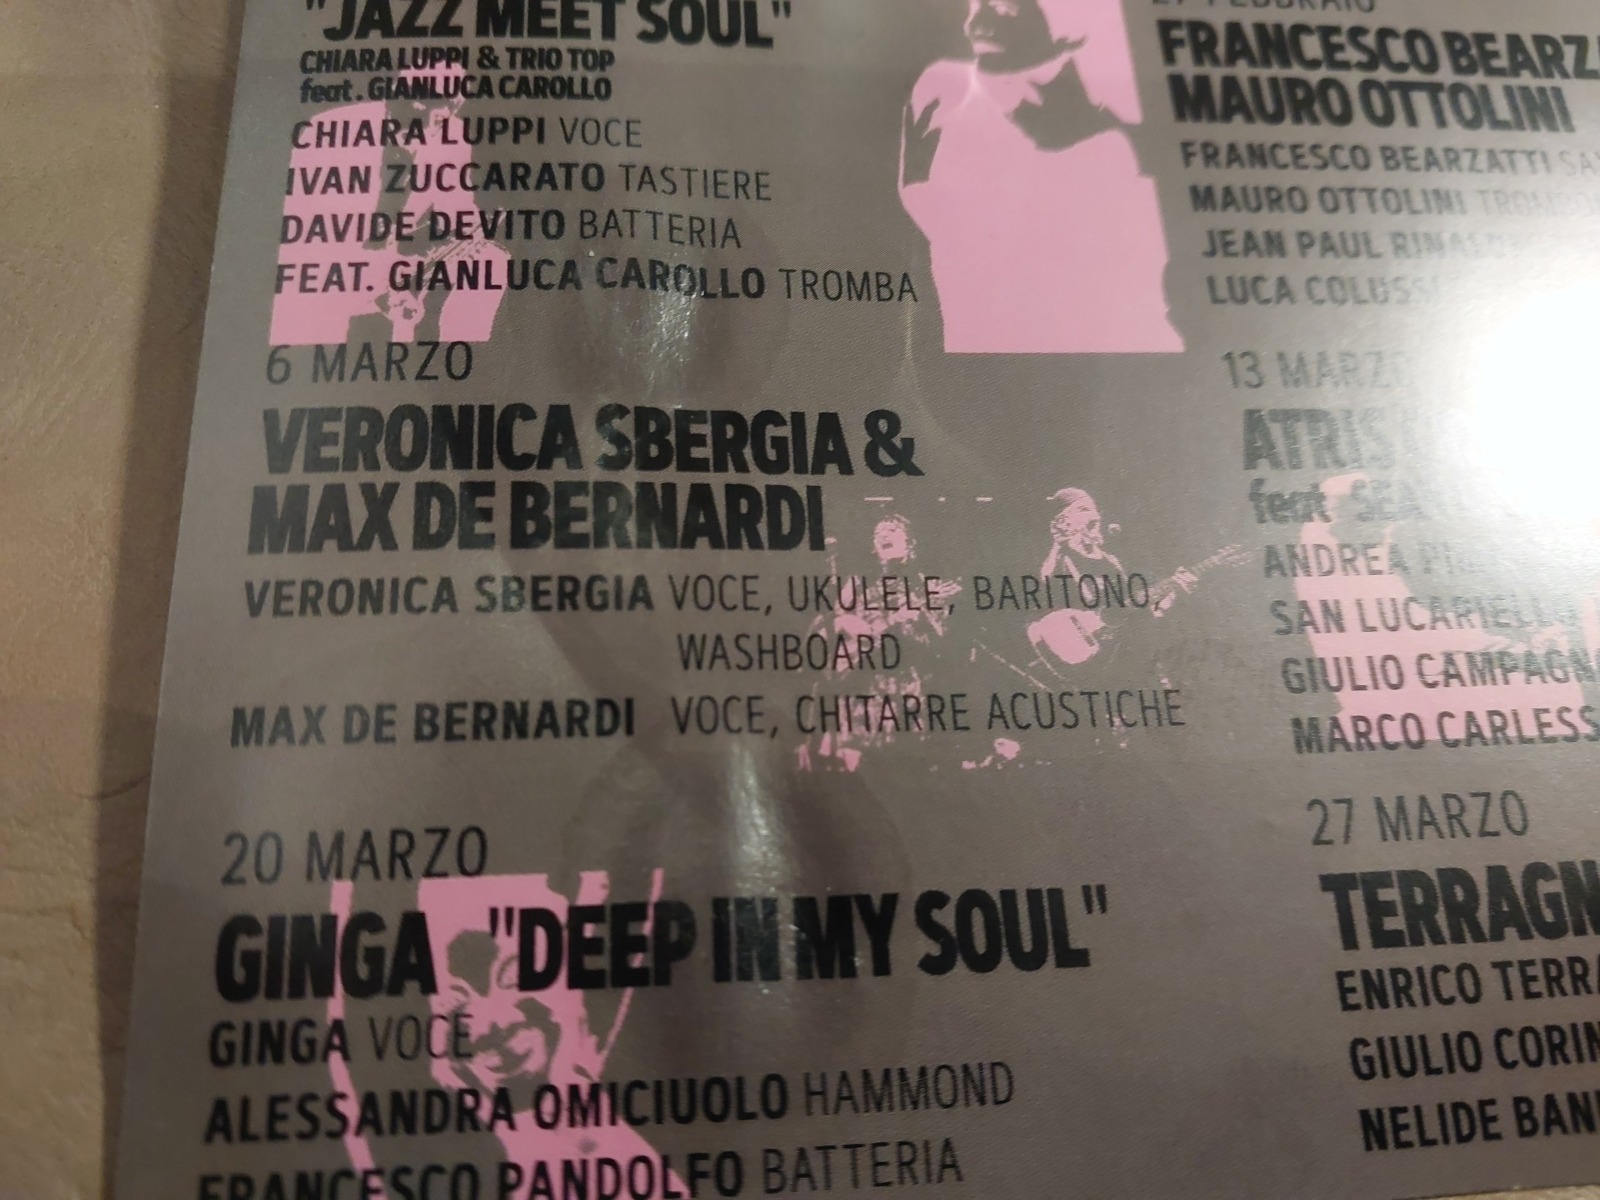 "JAZZ MEET SOUL"
CHIARA LUPPI & TRIO TOP
feat. GIANLUCA CAROLLO
CHIARA LUPPI VOCE
IVAN ZUCCARATO TASTIERE
DAVIDE DEVITO BATTERIA
FEAT. GIANLUCA CAROLLO TROMBA
FRANCESCO
MAURO OTTOLINI
FRANCESCO BEARZATTI
MAURO OTTOLINI
JEAN PAUL
LUCA
6 MARZO
VERONICA SBERGIA &
MAX DE BERNARDI
VERONICA SBERGIA VOCE, UKULELE, BARITONO,
WASHBOARD
MAX DE BERNARDI VOCE, CHITARRE ACUSTICHE
13 MARZO
feat
ANDREA
SAN LUCARIELLO
GIULIO
MARCO
20 MARZO
GINGA "DEEP IN MY SOUL"
GINGA VOCE
ALESSANDRA OMICIUOLO HAMMOND
FRANCESCO PANDOLFO BATTERIA
27 MARZO
ENRICO
GIULIO
NELIDE